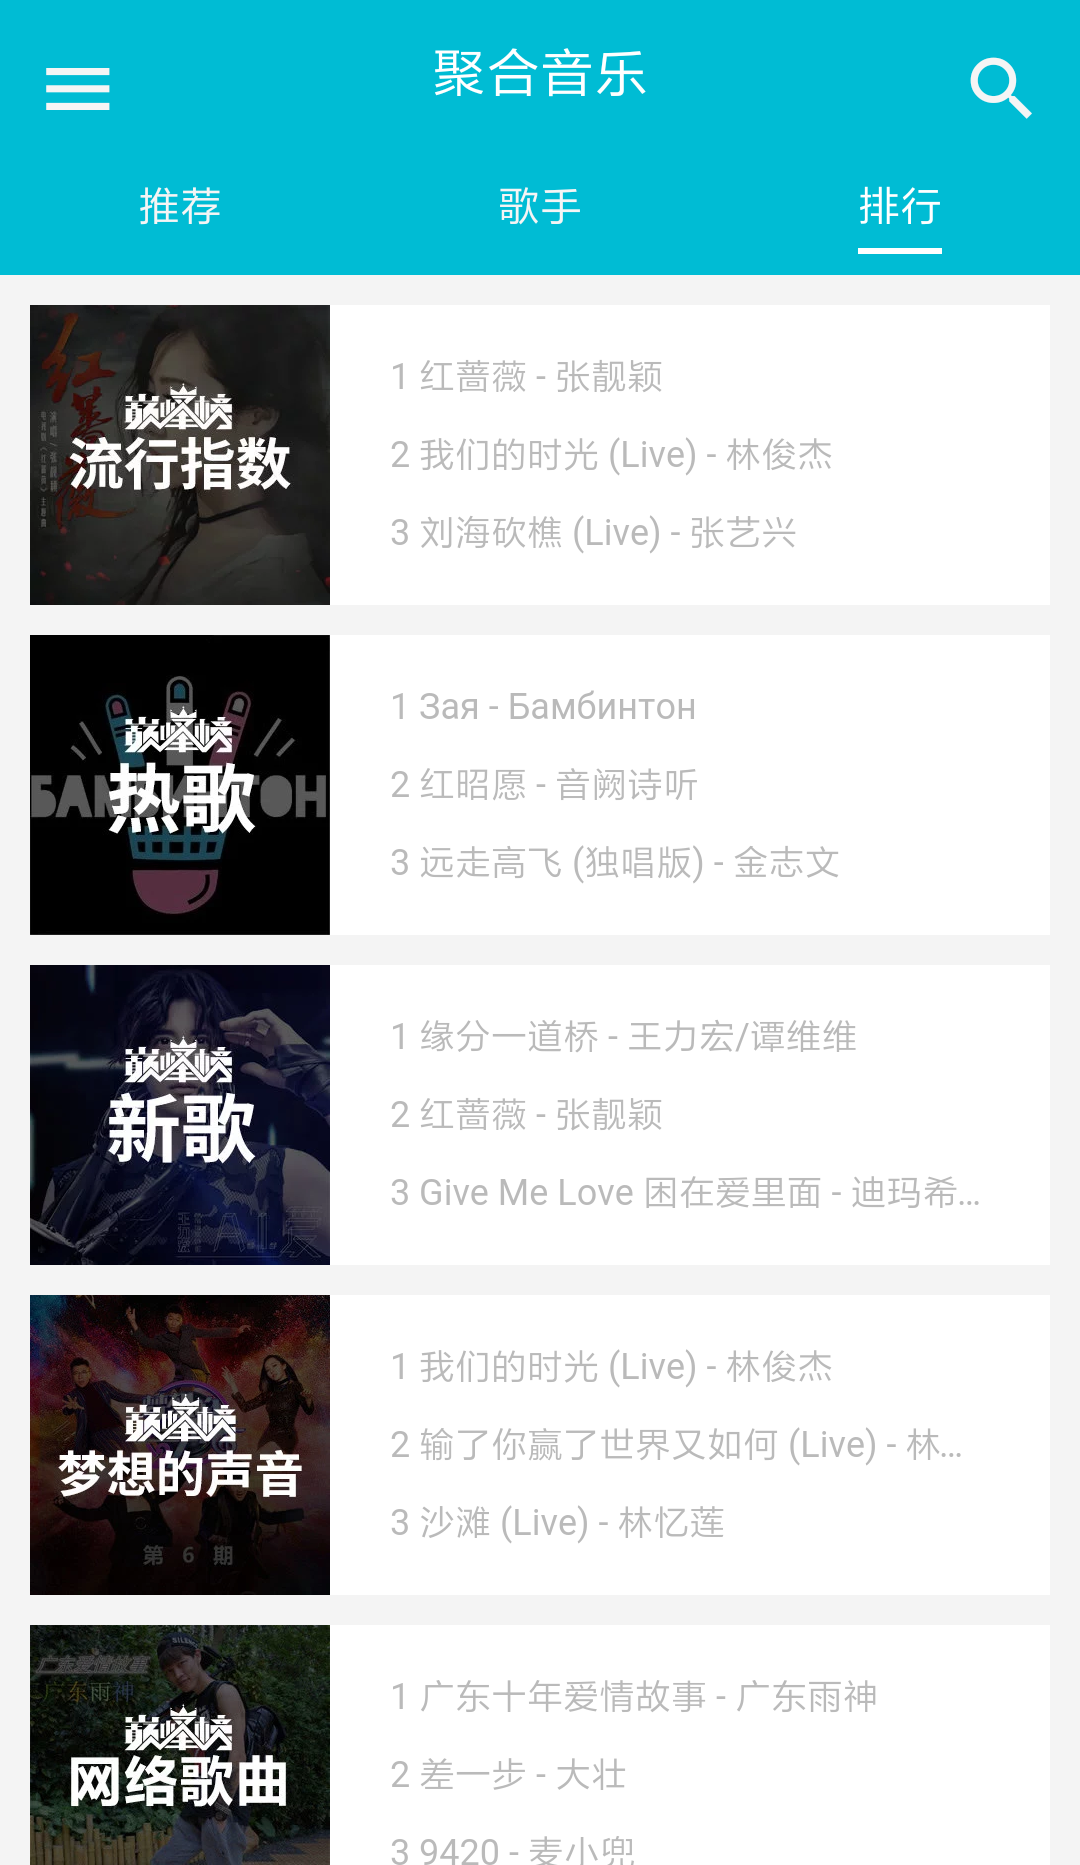 聚合音乐
推荐
歌手
排行
红蔷薇
巅峰榜
流行指数
1 红蔷薇 - 张靓颖
2 我们的时光 (Live) - 林俊杰
3 刘海砍樵 (Live) - 张艺兴
巅峰榜
БАМБИНТОН
热歌
1 Зая - Бамбинтон
2 红昭愿 - 音阙诗听
3 远走高飞 (独唱版) - 金志文
巅峰榜
新歌
1 缘分一道桥 - 王力宏/谭维维
2 红蔷薇 - 张靓颖
3 Give Me Love 困在爱里面 - 迪玛希...
巅峰榜
梦想的声音
第 6 期
1 我们的时光 (Live) - 林俊杰
2 输了你赢了世界又如何 (Live) - 林...
3 沙滩 (Live) - 林忆莲
广东爱情故事
广东雨神
巅峰榜
网络歌曲
1 广东十年爱情故事 - 广东雨神
2 差一步 - 大壮
3 9420 - 麦小兜